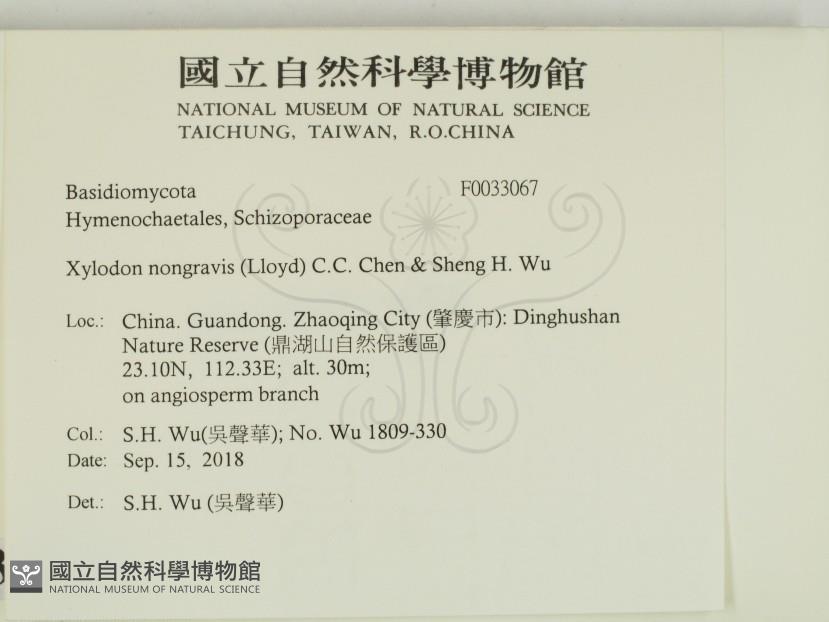 國立自然科學博物館
NATIONAL MUSEUM OF NATURAL SCIENCE
TAICHUNG, TAIWAN, R.O.CHINA
Basidiomycota F0033067
Hymenochaetales, Schizoporaceae
Xylodon nongravis (Lloyd) C.C. Chen & Sheng H. Wu
Loc.: China. Guandong. Zhaoqing City (肇慶市): Dinghushan
Nature Reserve (鼎湖山自然保護區)
23.10N, 112.33E; alt. 30m;
on angiosperm branch
Col.: S.H. Wu(吳聲華); No. Wu 1809-330
Date: Sep. 15, 2018
Det.: S.H. Wu (吳聲華)
國立自然科學博物館
NATIONAL MUSEUM OF NATURAL SCIENCE